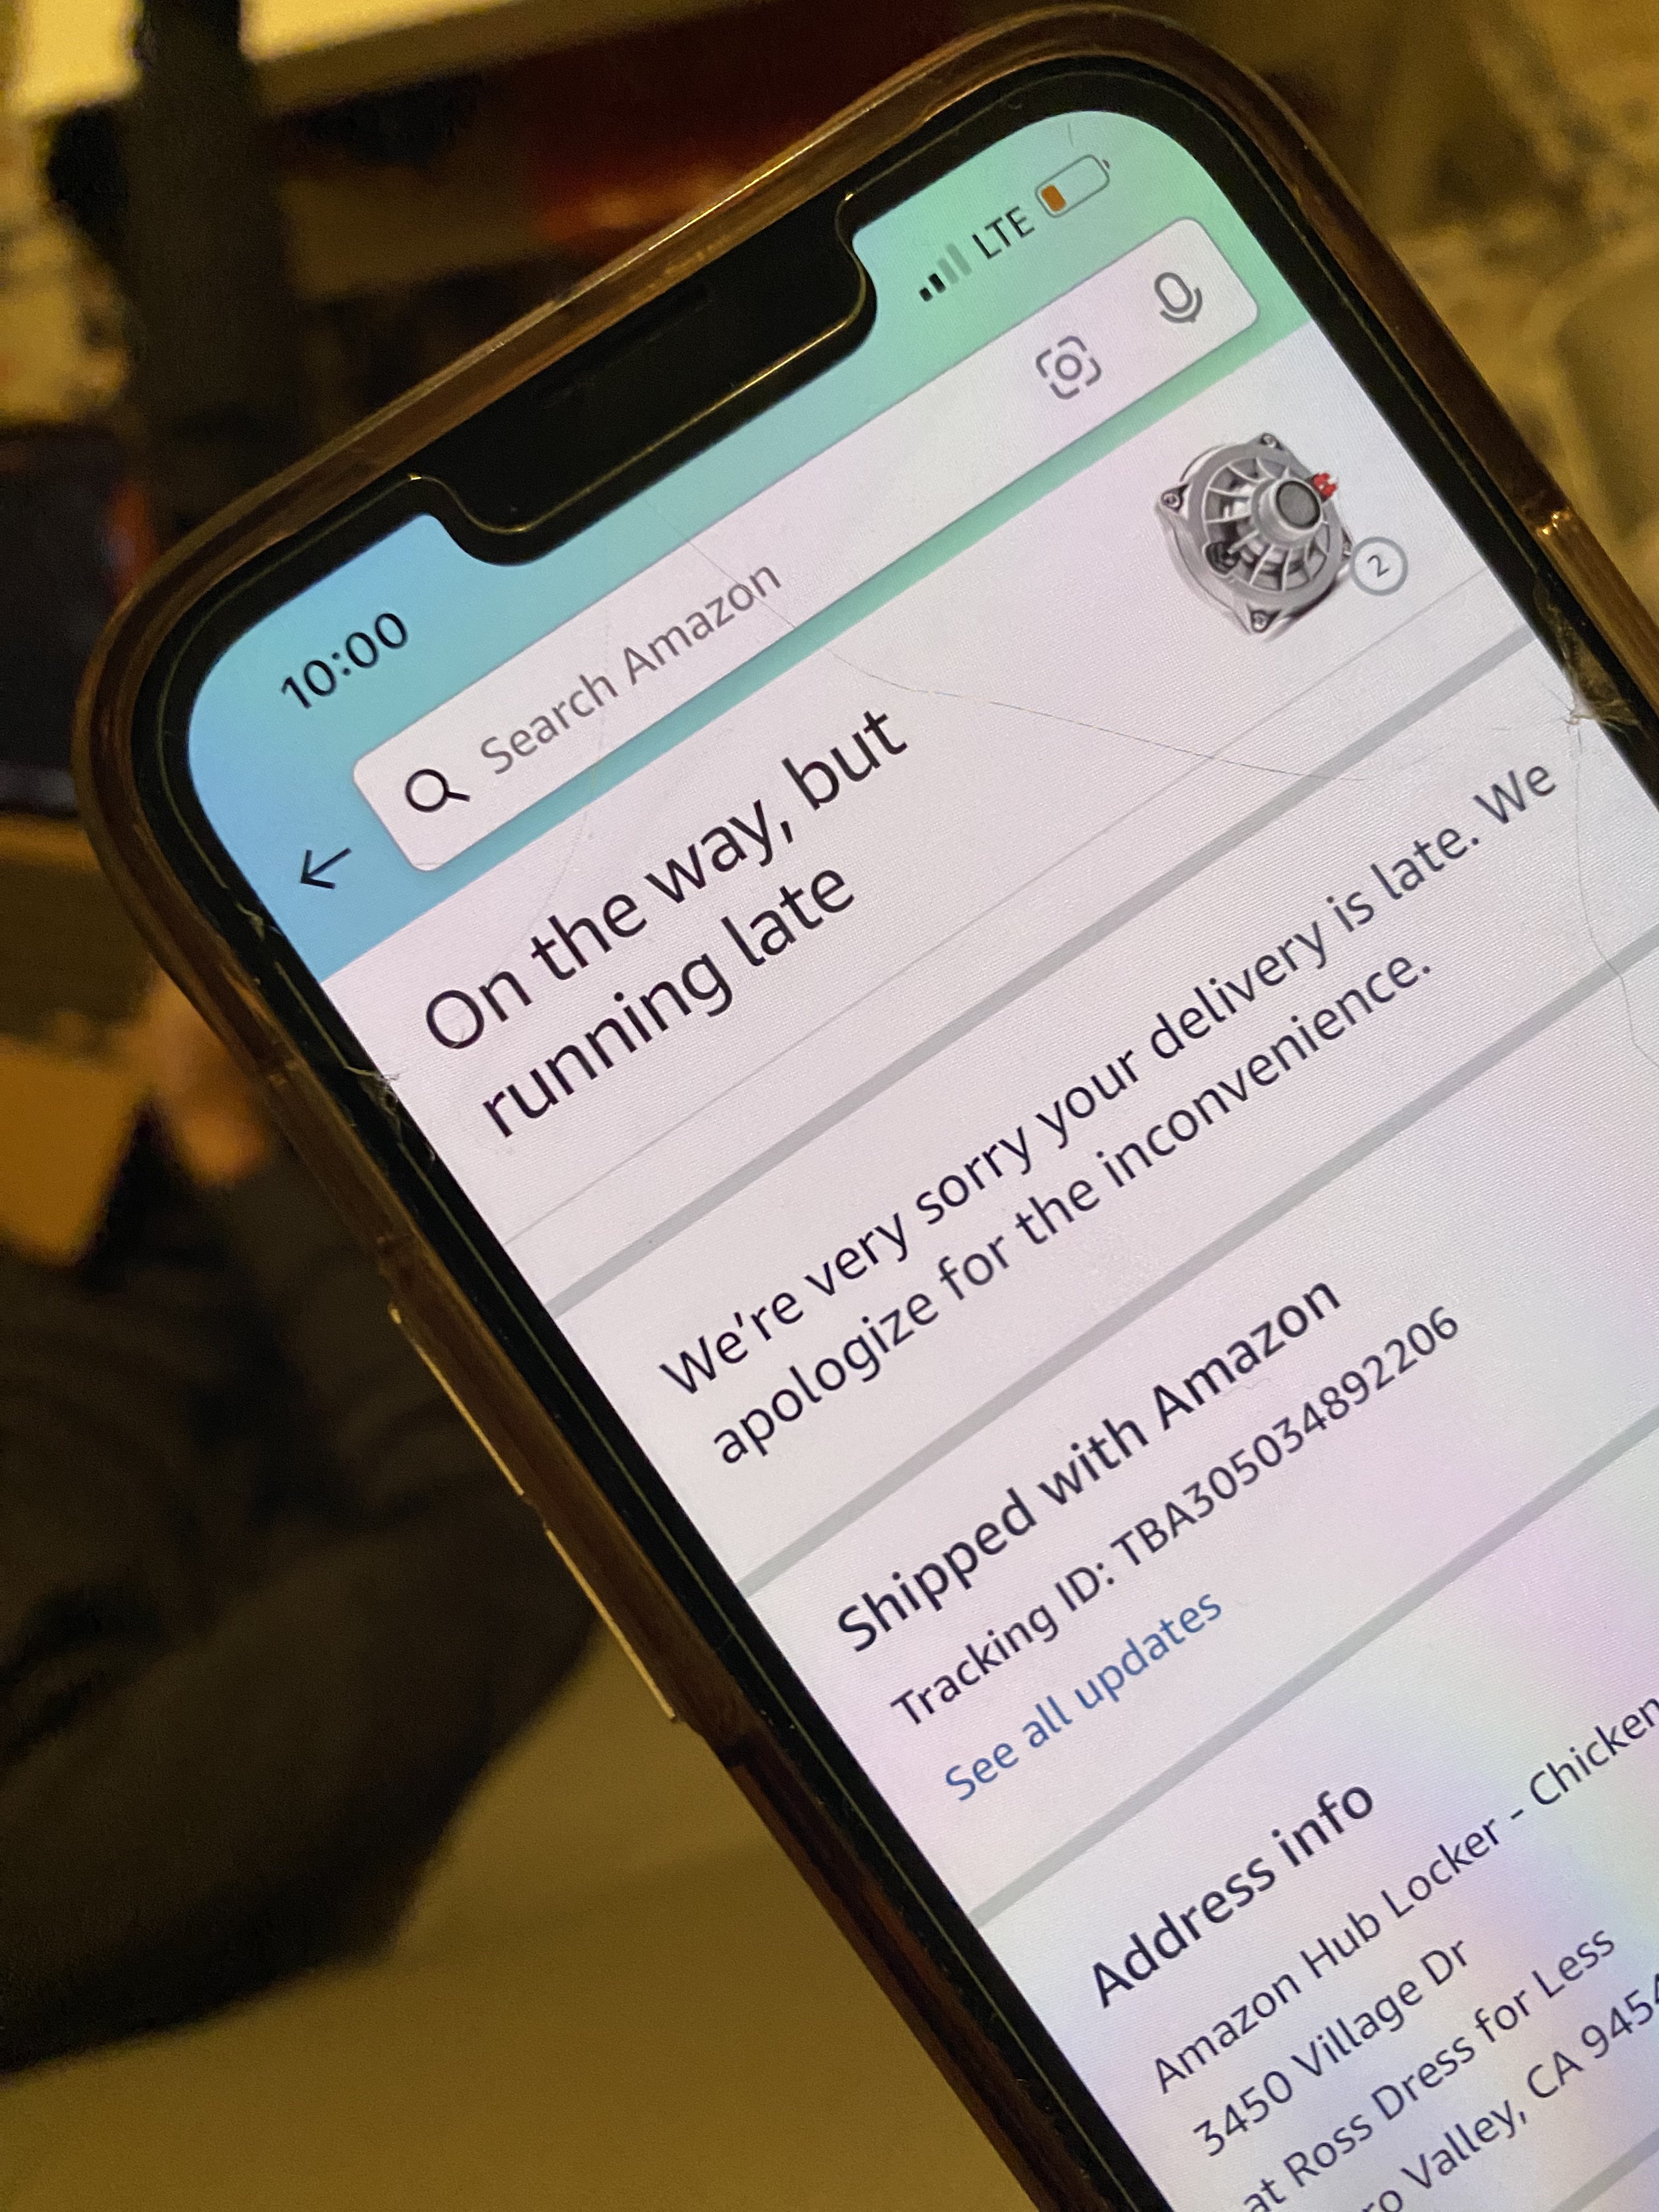 10:00
LTE
Search Amazon
On the way, but
running late
2
We're very sorry your delivery is late. We
apologize for the inconvenience.
Shipped with Amazon
Tracking ID: TBA305034892206
See all updates
Address info
Amazon Hub Locker - Chicken
3450 Village Dr
at Ross Dress for Less
Valley, CA